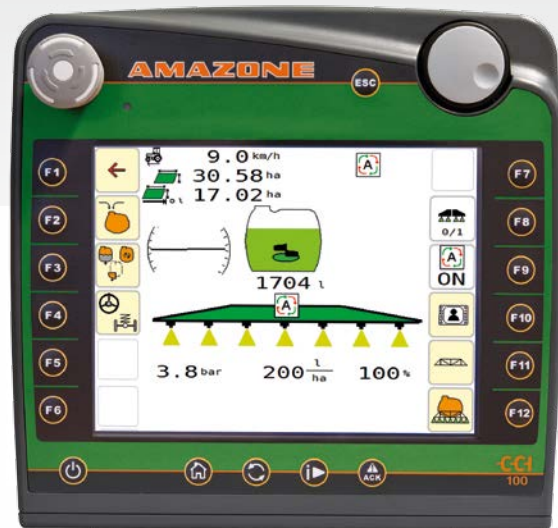 AMAZONE
ESC
9.0 km/h
A
30.58 ha
17.02 ha
F1
F2
F3
F4
F5
F6
0/1
A
ON
1704 l
A
3.8 bar 200 l/ha 100 %
F7
F8
F9
F10
F11
F12
i
ACK
CCI
100